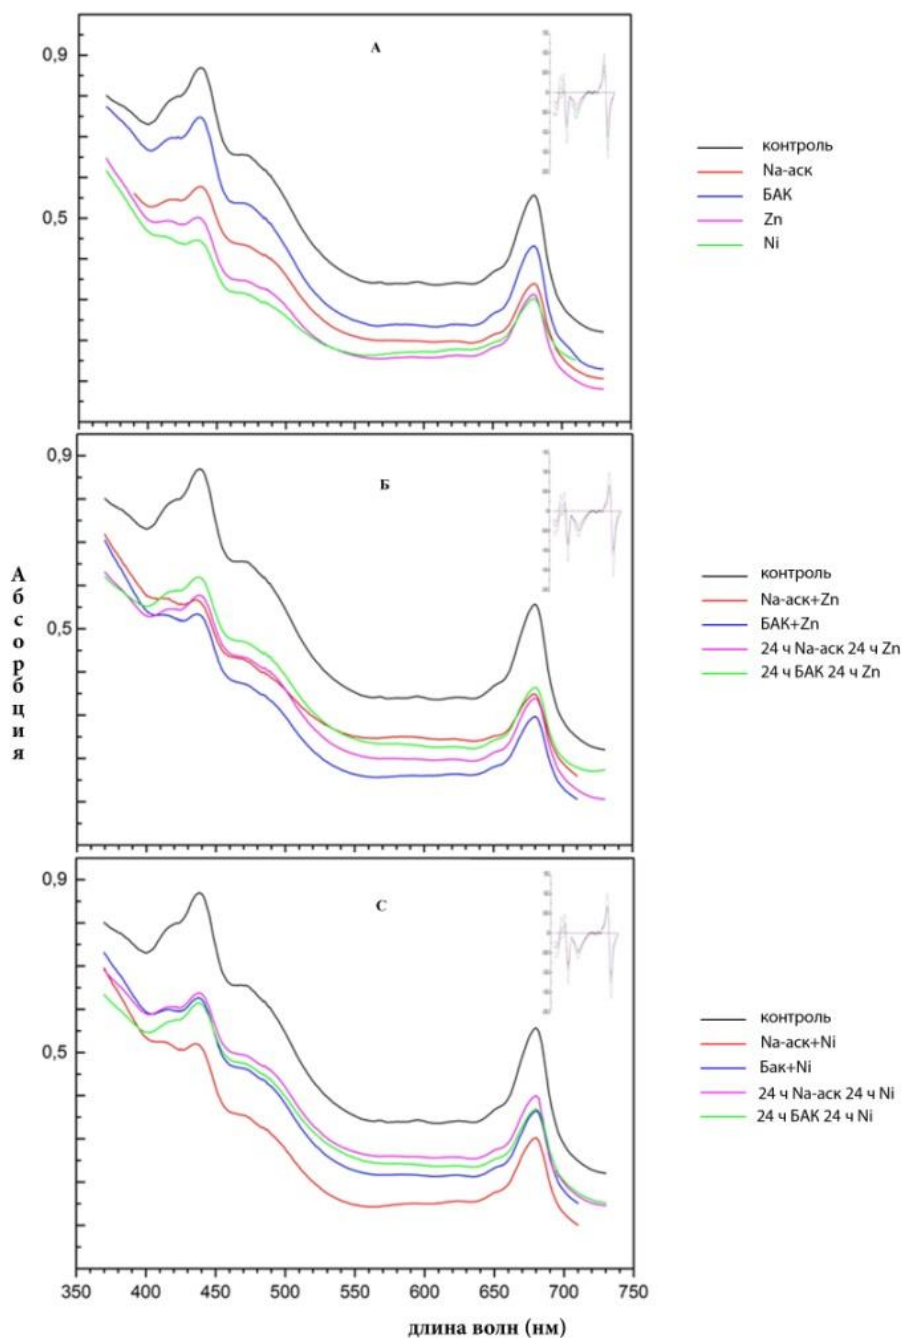 А
0,9
0,5
контроль
Na-аск
БАК
Zn
Ni
Абсорбция
Б
0,9
0,5
контроль
Na-аск+Zn
БАК+Zn
24 ч Na-аск 24 ч Zn
24 ч БАК 24 ч Zn
С
0,9
0,5
контроль
Na-аск+Ni
Бак+Ni
24 ч Na-аск 24 ч Ni
24 ч БАК 24 ч Ni
350 400 450 500 550 600 650 700 750
длина волн (нм)